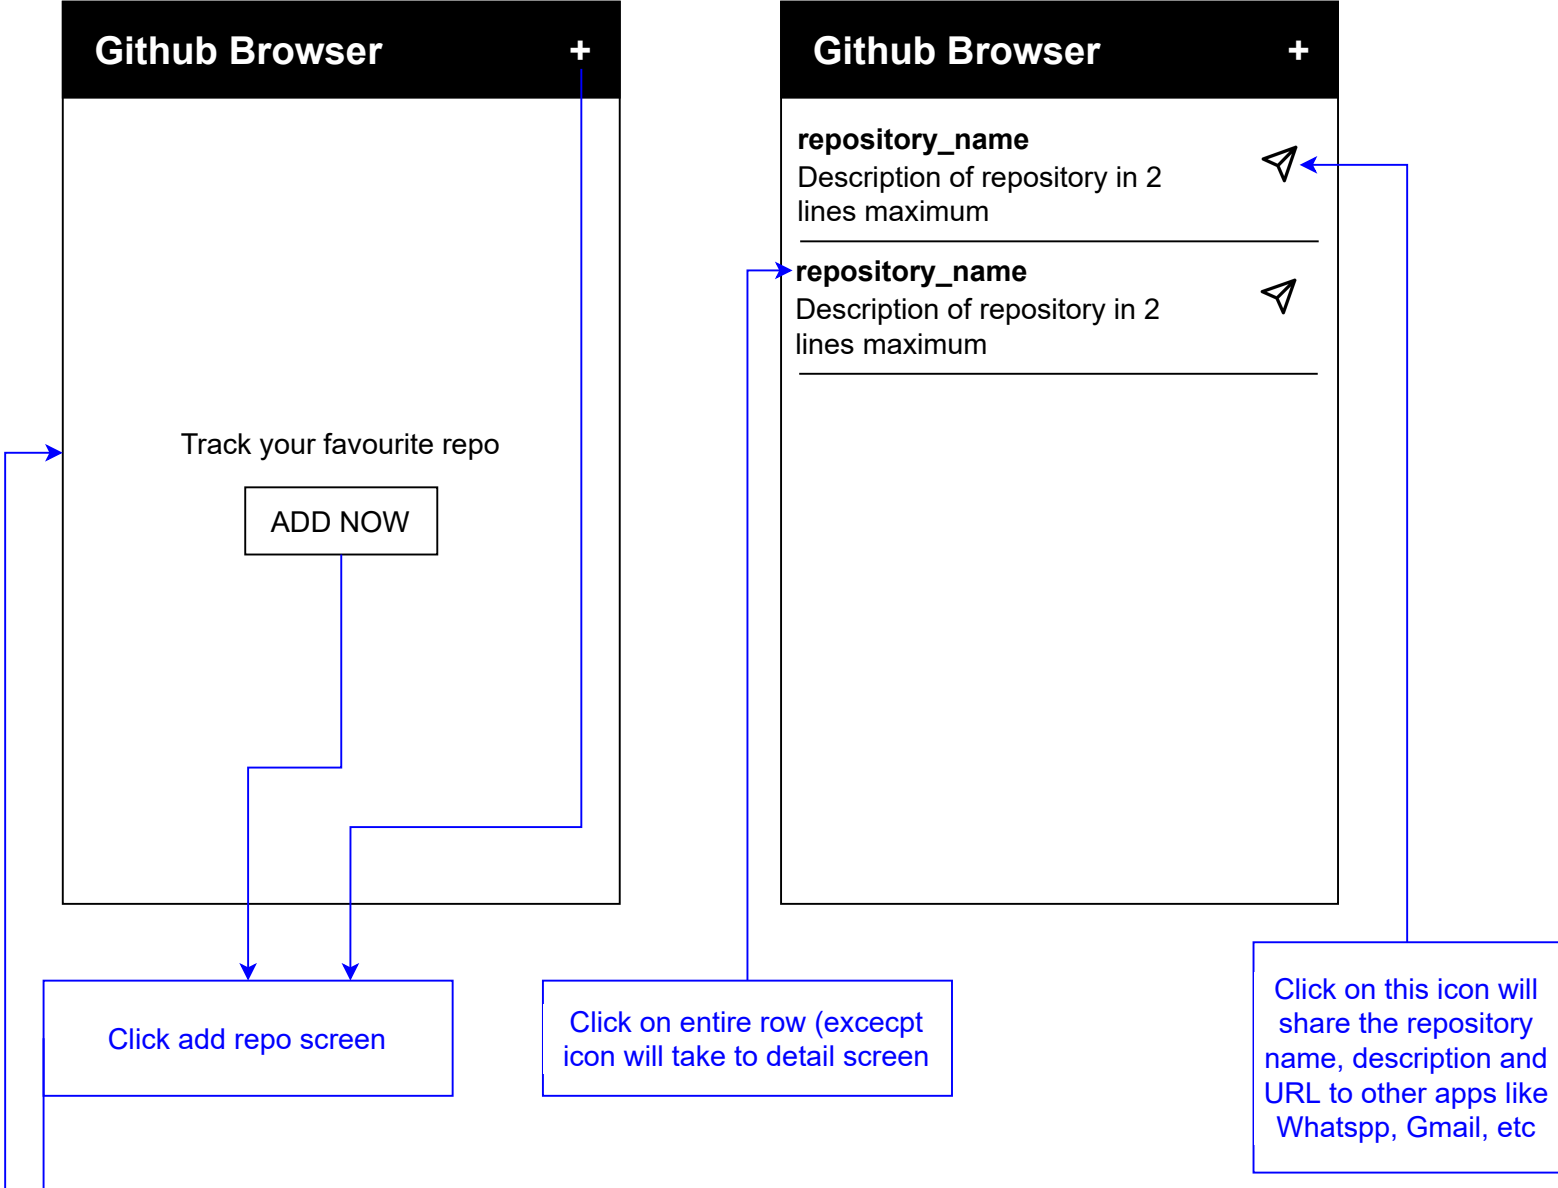 Github Browser +
Track your favourite repo
ADD NOW
Click add repo screen
Github Browser +
repository_name
Description of repository in 2
lines maximum
repository_name
Description of repository in 2
lines maximum
Click on entire row (excecpt
icon will take to detail screen
Click on this icon will
share the repository
name, description and
URL to other apps like
Whatspp, Gmail, etc